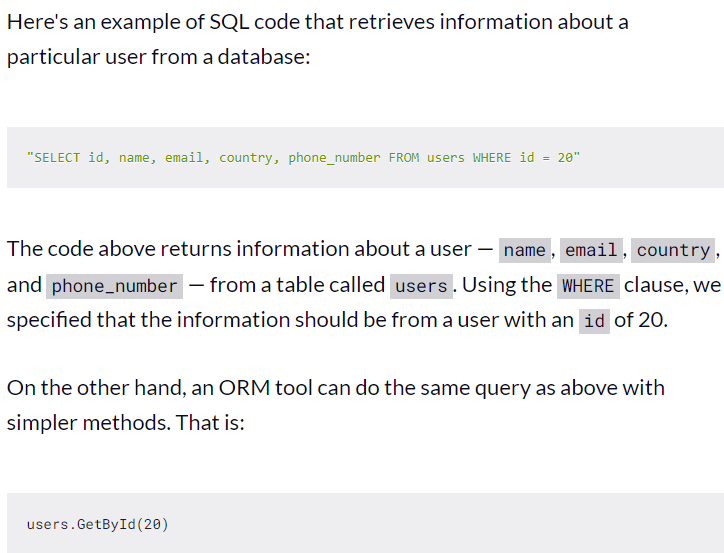 Here's an example of SQL code that retrieves information about a
particular user from a database:
"SELECT id, name, email, country, phone_number FROM users WHERE id = 20"
The code above returns information about a user — name, email, country,
and phone_number — from a table called users. Using the WHERE clause, we
specified that the information should be from a user with an id of 20.
On the other hand, an ORM tool can do the same query as above with
simpler methods. That is:
users.GetById(20)